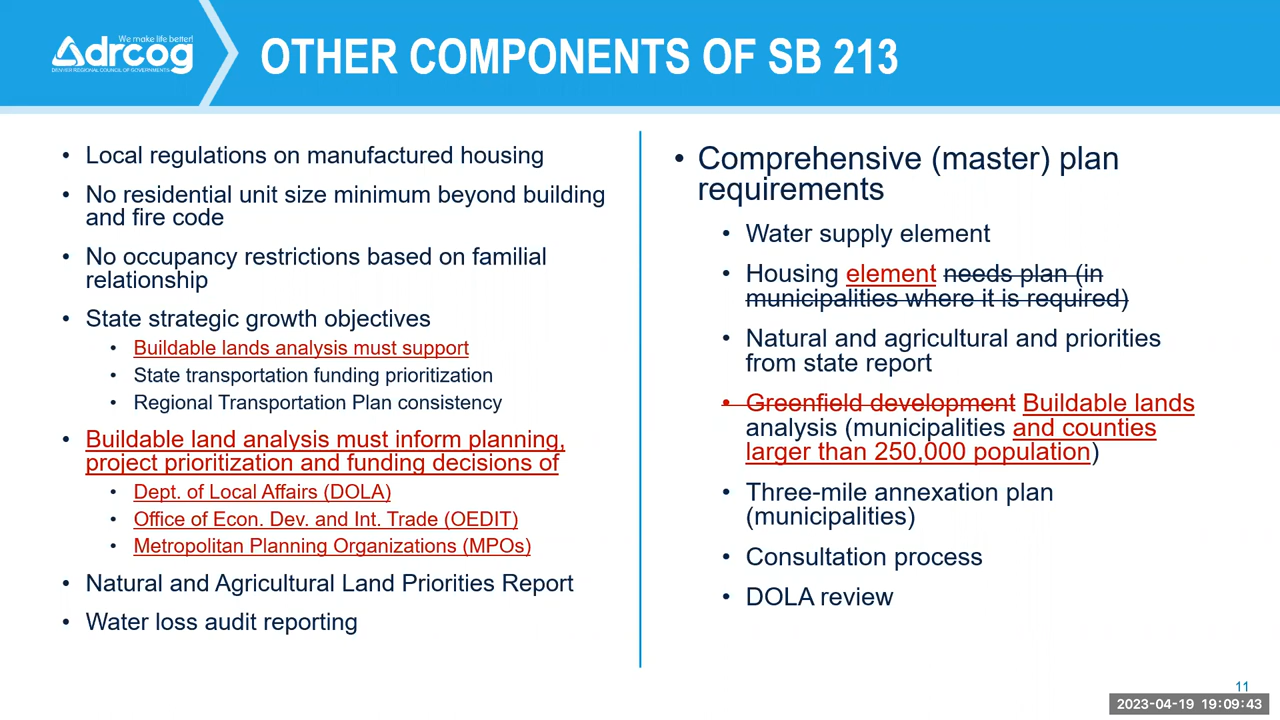 We make life better!
drcog
DENVER REGIONAL COUNCIL OF GOVERNMENTS
OTHER COMPONENTS OF SB 213
• Local regulations on manufactured housing
• No residential unit size minimum beyond building
and fire code
• No occupancy restrictions based on familial
relationship
• State strategic growth objectives
• Buildable lands analysis must support
• State transportation funding prioritization
• Regional Transportation Plan consistency
• Buildable land analysis must inform planning,
project prioritization and funding decisions of
• Dept. of Local Affairs (DOLA)
• Office of Econ. Dev. and Int. Trade (OEDIT)
• Metropolitan Planning Organizations (MPOs)
• Natural and Agricultural Land Priorities Report
• Water loss audit reporting
• Comprehensive (master) plan
requirements
• Water supply element
• Housing element needs plan (in
municipalities where it is required)
• Natural and agricultural and priorities
from state report
• Greenfield development Buildable lands
analysis (municipalities and counties
larger than 250,000 population)
• Three-mile annexation plan
(municipalities)
• Consultation process
• DOLA review
11
2023-04-19 19:09:43